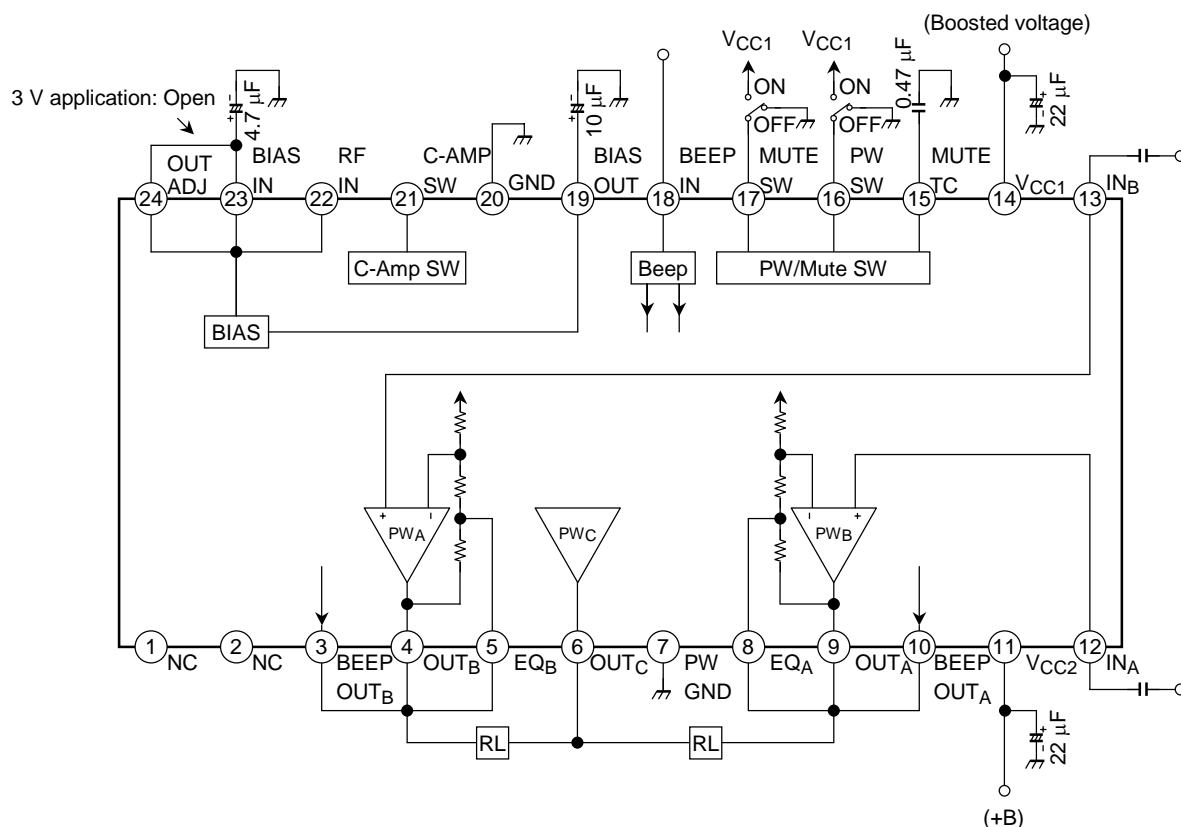 (Boosted voltage)
VCC1 VCC1
3 V application: Open
4.7 µF
10 µF
ON
OFF
ON
OFF
0.47 µF
22 µF
OUT ADJ
BIAS IN
RF IN
C-AMP SW
GND
BIAS OUT
BEEP IN
MUTE SW
PW SW
MUTE TC
VCC1
INB
24 23 22 21 20 19 18 17 16 15 14 13
C-Amp SW
Beep
PW/Mute SW
BIAS
+ -
PWA
PWC
- +
PWB
1 2 3 4 5 6 7 8 9 10 11 12
NC
NC
BEEP OUTB
OUTB
EQB
OUTC
PW GND
EQA
OUTA
BEEP OUTA
VCC2
INA
RL
RL
22 µF
(+B)